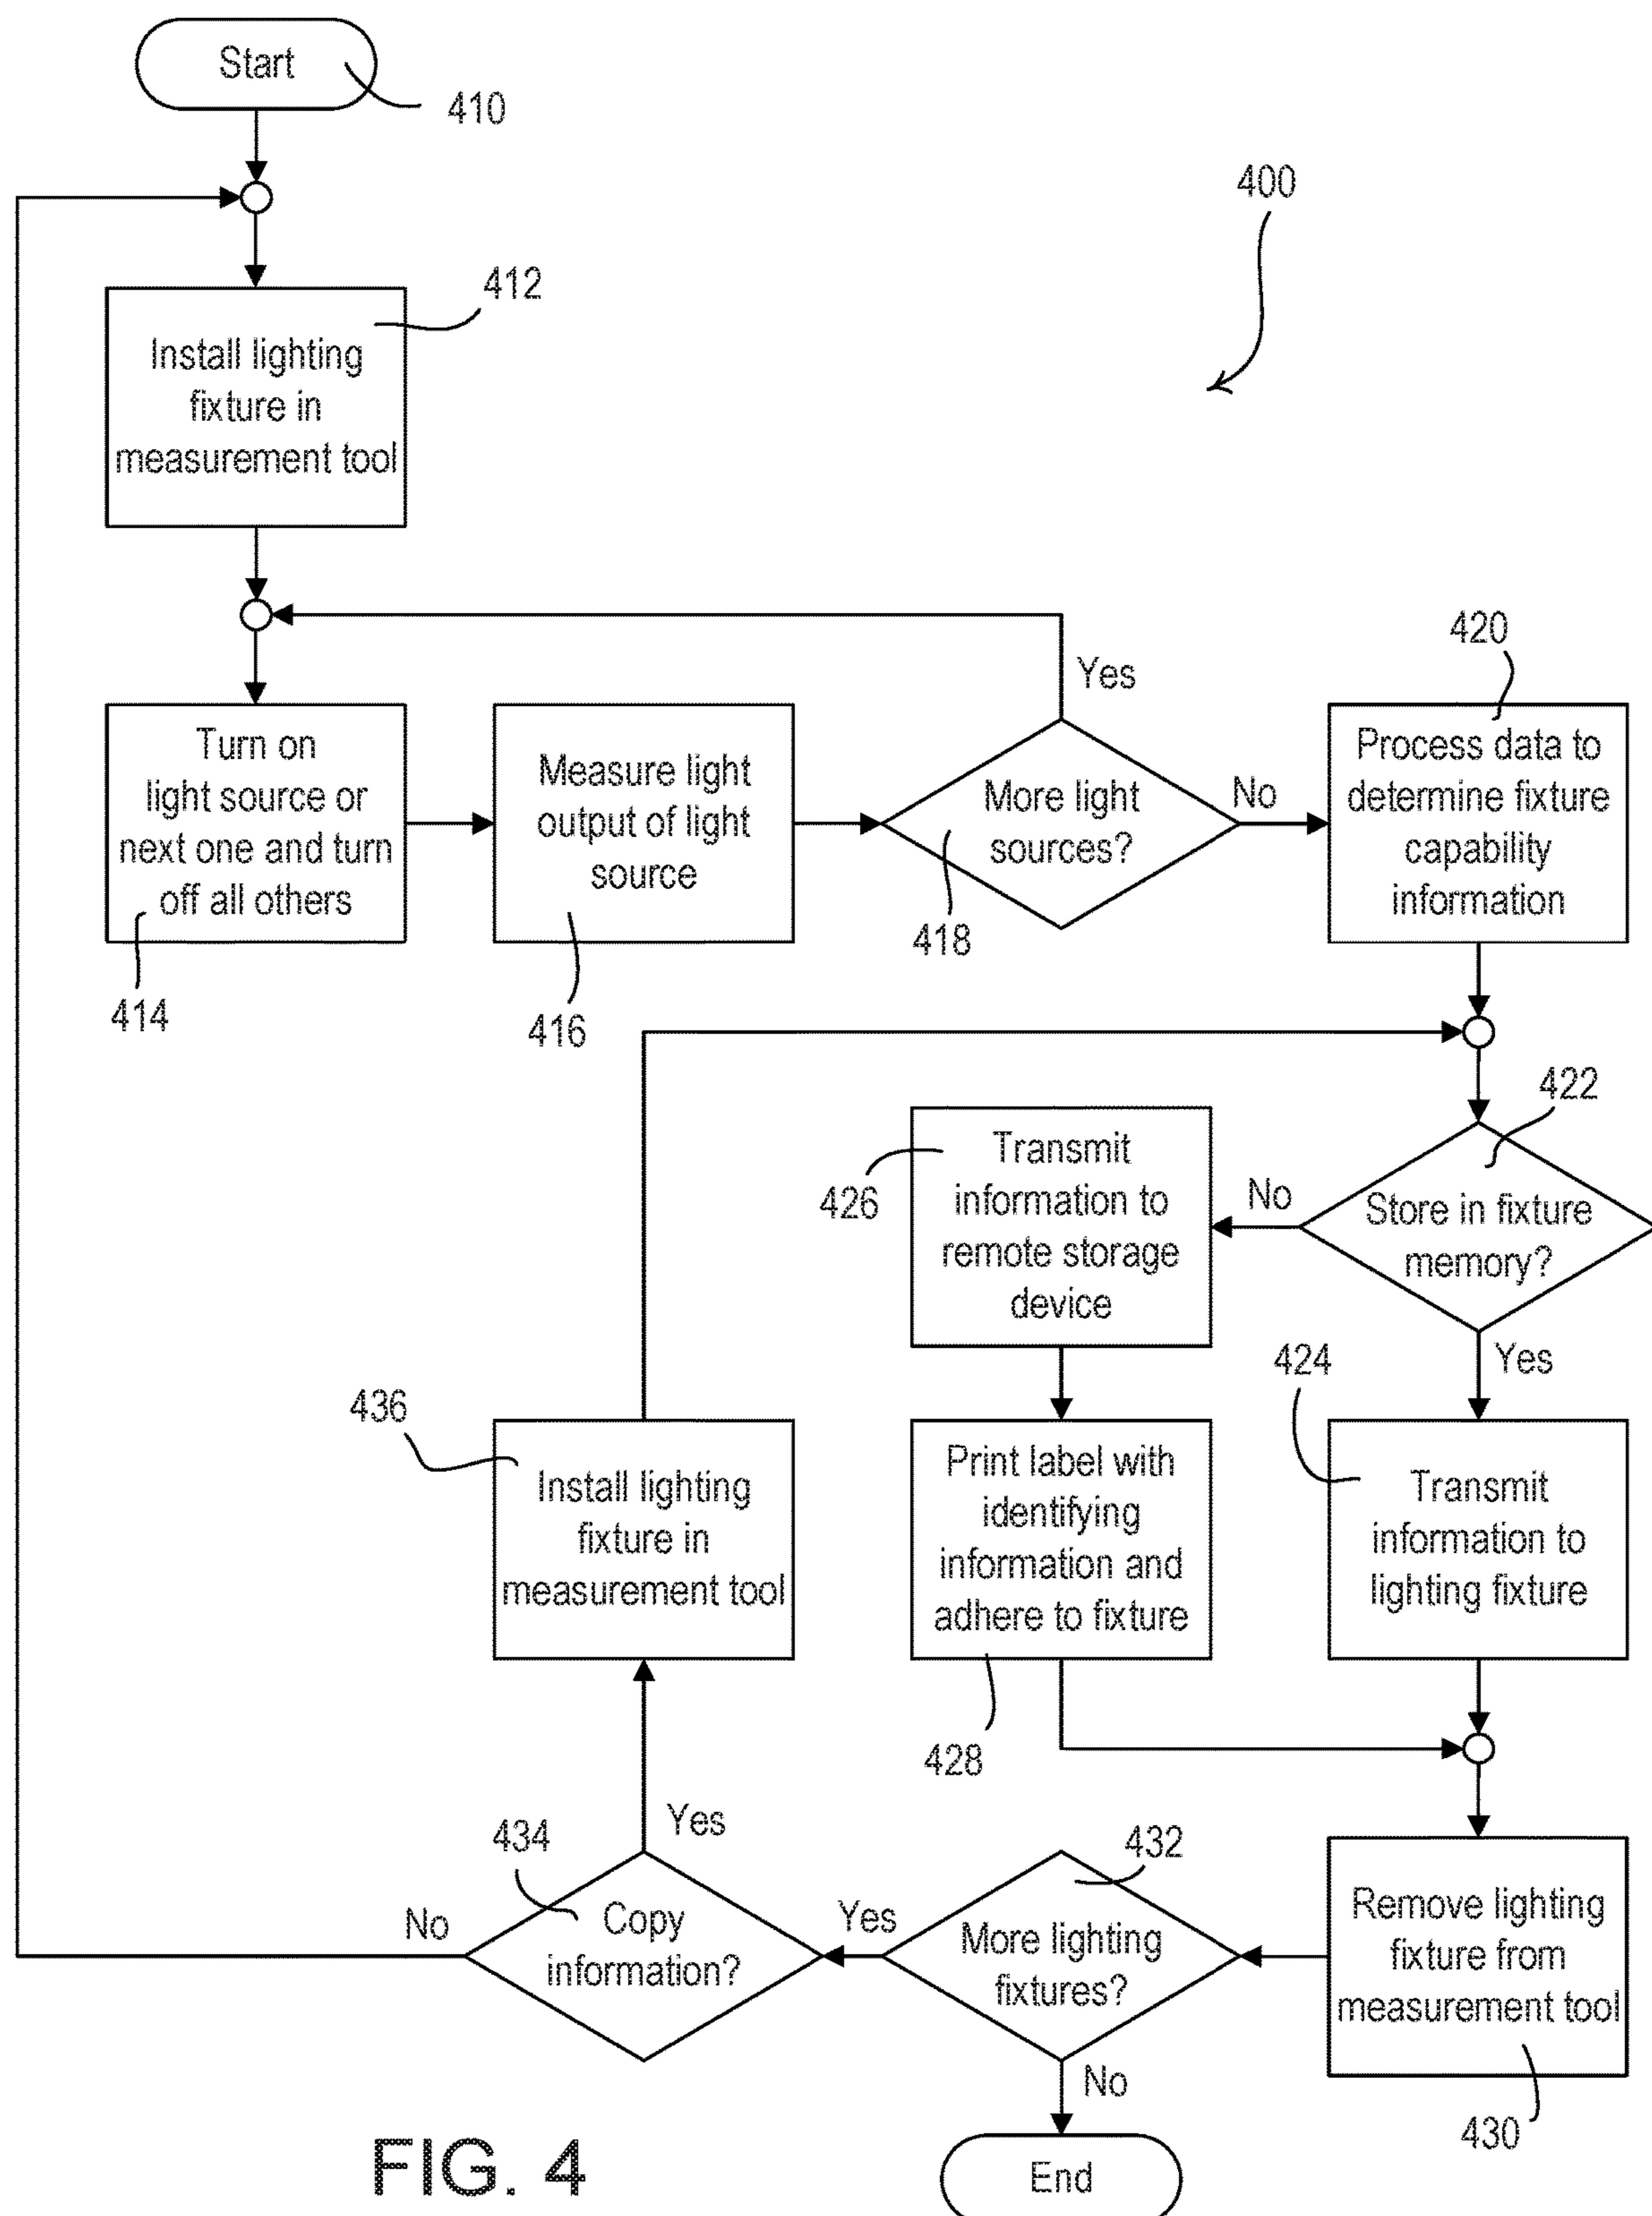 Start
410
400
412
Install lighting
fixture in
measurement tool
Yes
420
Turn on
light source or
next one and turn
off all others
414
Measure light
output of light
source
416
More light
sources?
418
No
Process data to
determine fixture
capability
information
422
Store in fixture
memory?
No
Yes
426
Transmit
information to
remote storage
device
424
Transmit
information to
lighting fixture
Print label with
identifying
information and
adhere to fixture
428
436
Install lighting
fixture in
measurement tool
Yes
434
Copy
information?
No
Yes
432
More lighting
fixtures?
No
Remove lighting
fixture from
measurement tool
430
End
FIG. 4